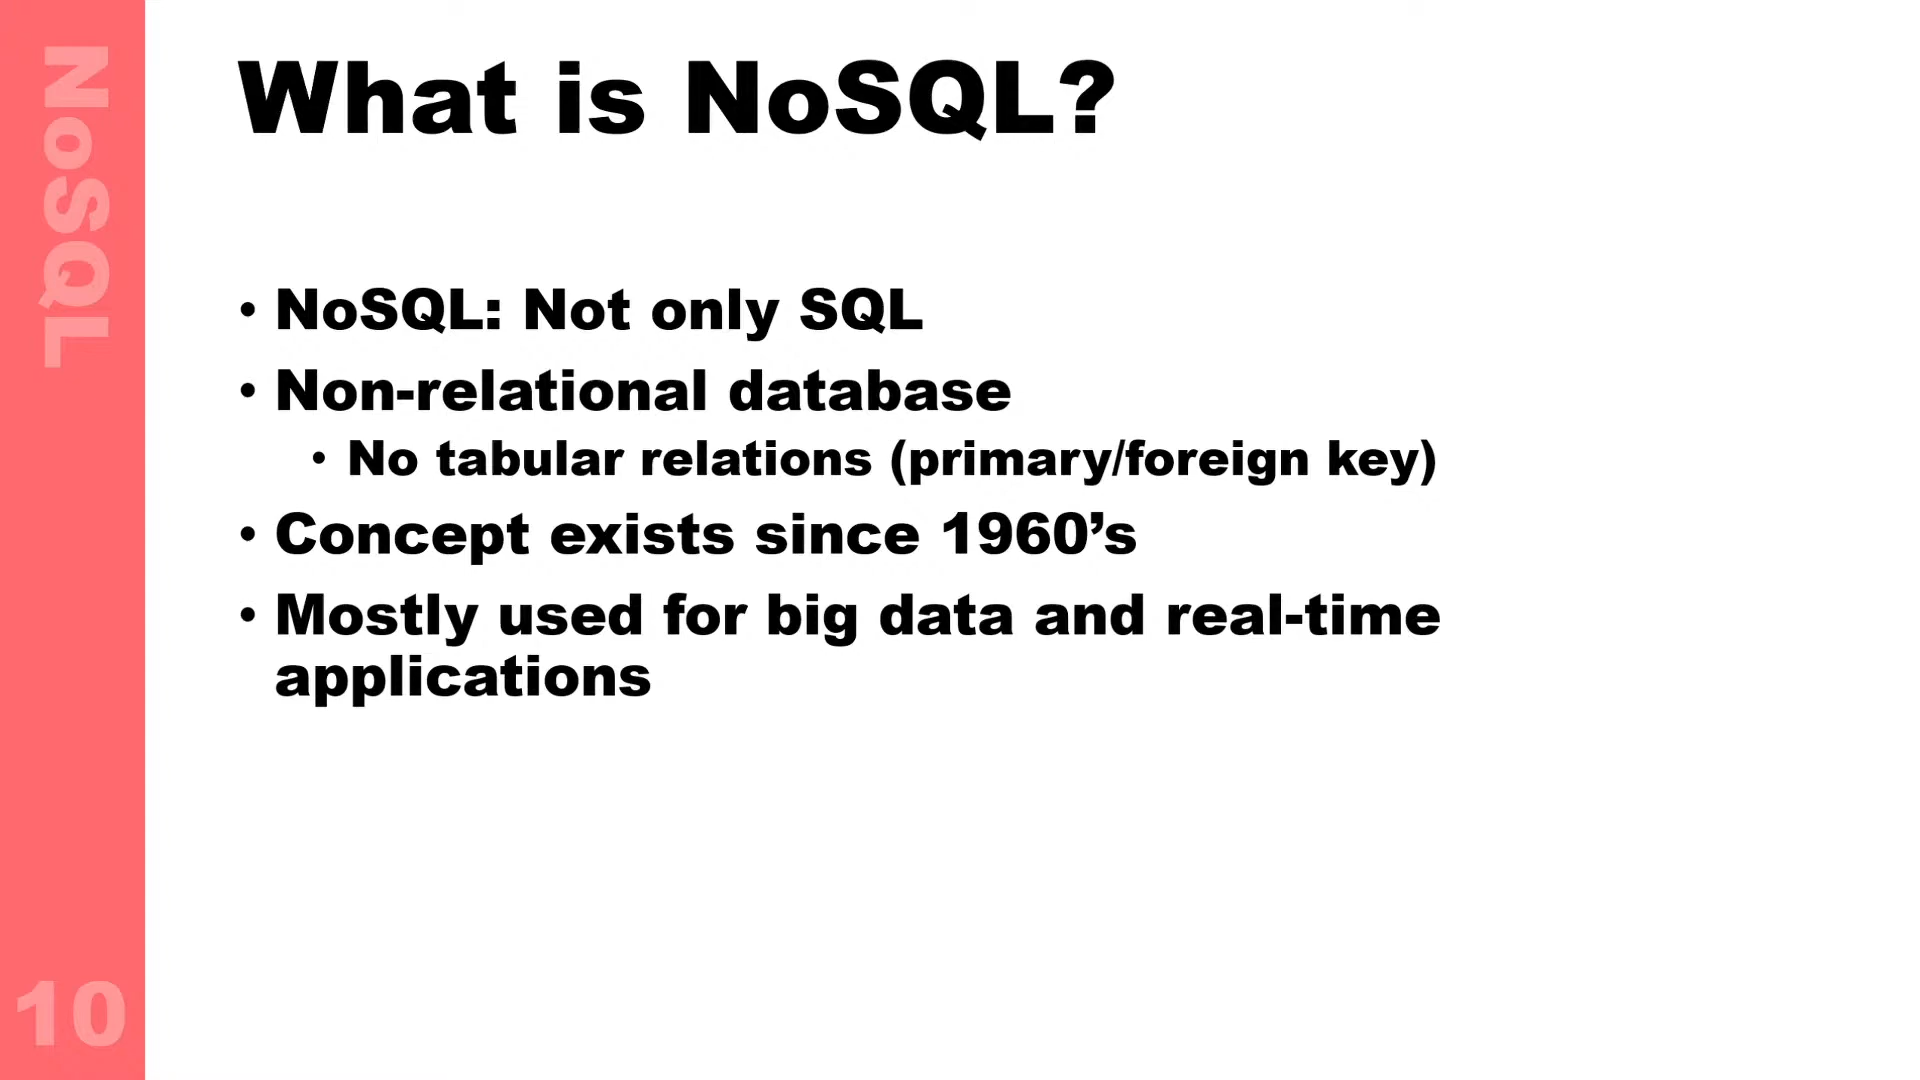 NoSQL
What is NoSQL?
• NoSQL: Not only SQL
• Non-relational database
• No tabular relations (primary/foreign key)
• Concept exists since 1960’s
• Mostly used for big data and real-time
applications
10